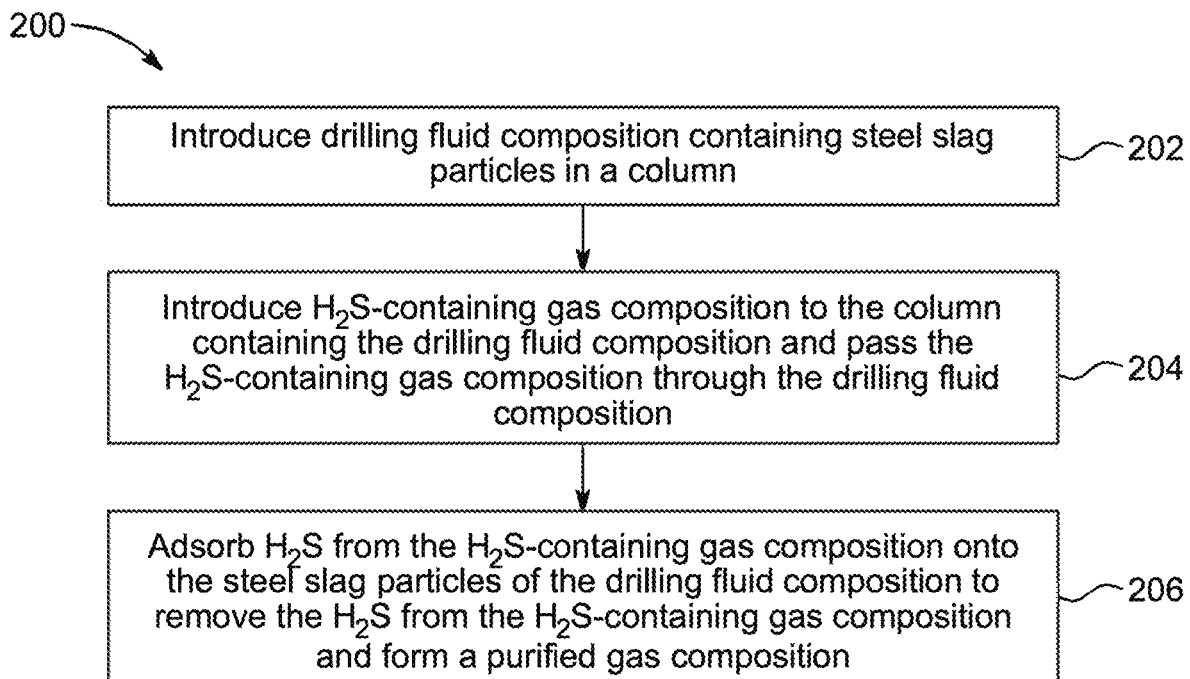 200
Introduce drilling fluid composition containing steel slag
particles in a column
202
Introduce H₂S-containing gas composition to the column
containing the drilling fluid composition and pass the
H₂S-containing gas composition through the drilling fluid
composition
204
Adsorb H₂S from the H₂S-containing gas composition onto
the steel slag particles of the drilling fluid composition to
remove the H₂S from the H₂S-containing gas composition
and form a purified gas composition
206